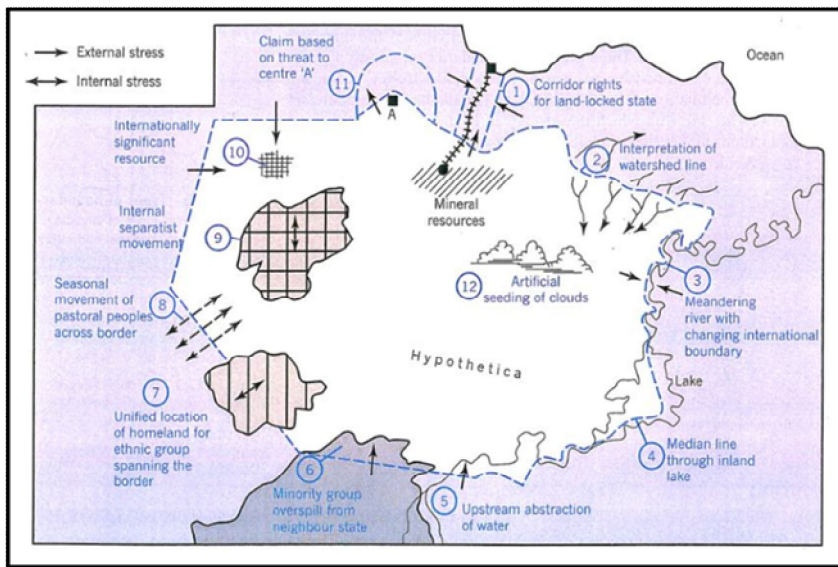 External stress
Internal stress
Claim based
on threat to
centre 'A'
11
A
Ocean
1
Corridor rights
for land-locked
state
Internationally
significant
resource
10
2
Interpretation of
watershed line
Mineral
resources
Internal
separatist
movement
9
12
Artificial
seeding of clouds
3
Meandering
river with
changing international
boundary
Seasonal
movement of
pastoral peoples
across border
8
Hypothetica
Lake
7
Unified location
of homeland for
ethnic group
spanning the
border
4
Median line
through inland
lake
6
Minority group
overspill from
neighbour state
5
Upstream abstraction
of water